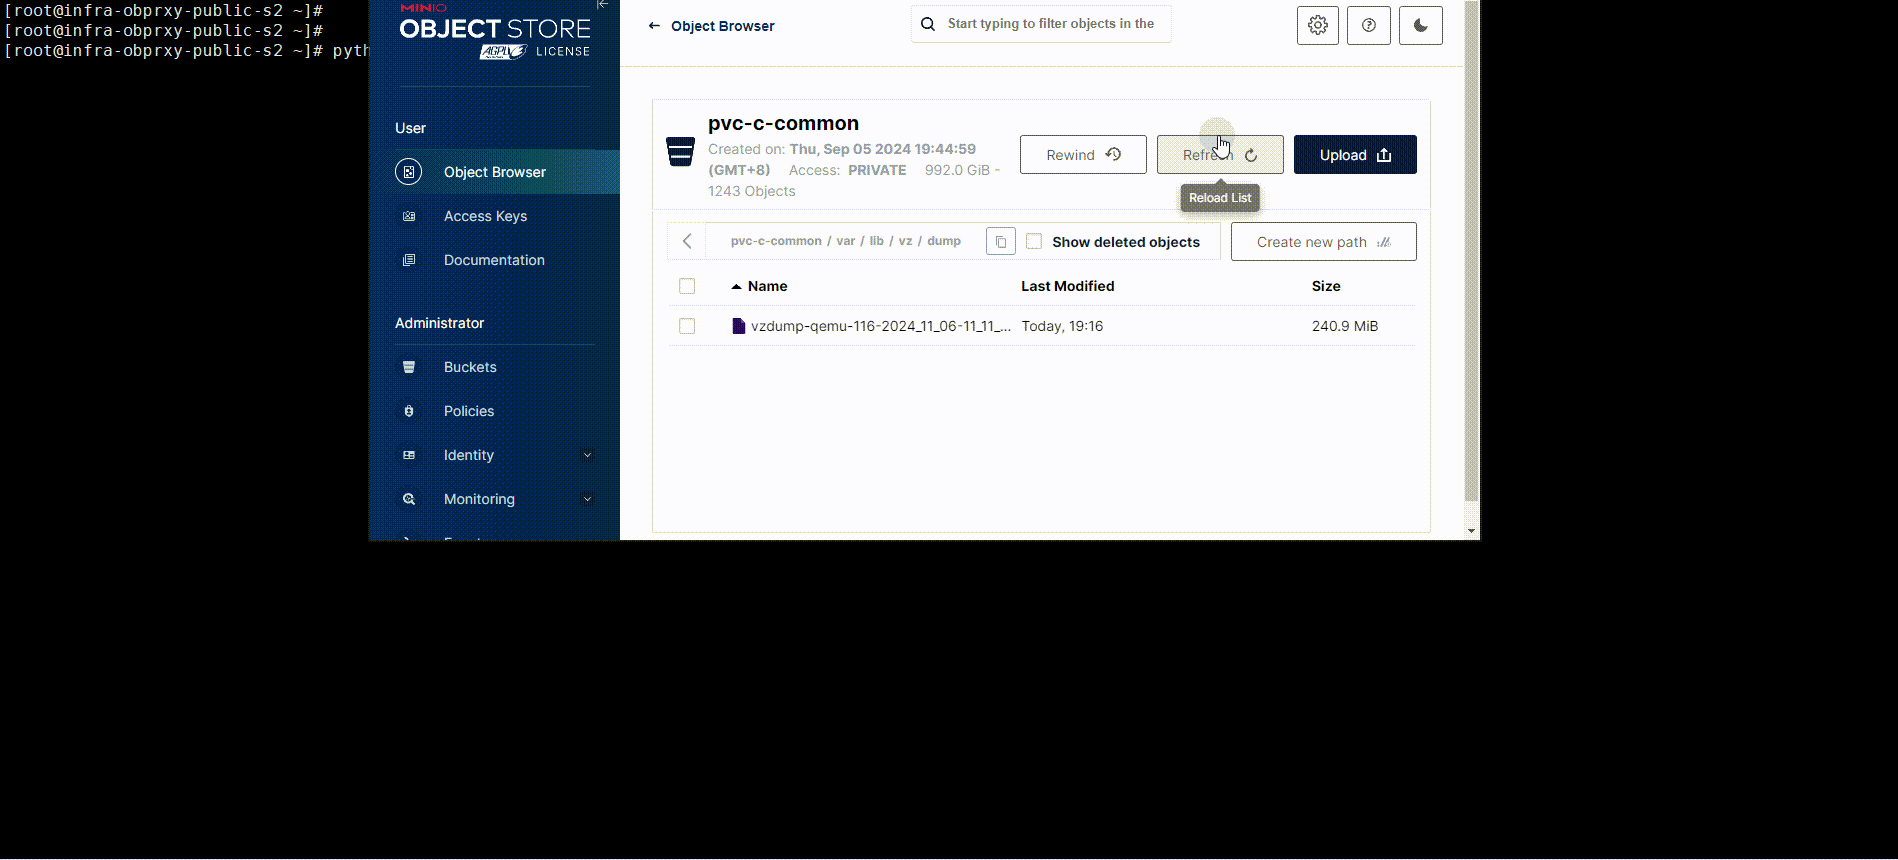 [root@infra-obprxy-public-s2 ~]#
[root@infra-obprxy-public-s2 ~]#
[root@infra-obprxy-public-s2 ~]# pyth
MINIO
OBJECT STORE
AGPLv3 LICENSE
User
Object Browser
Access Keys
Documentation
Administrator
Buckets
Policies
Identity
Monitoring
← Object Browser
Start typing to filter objects in the
pvc-c-common
Created on: Thu, Sep 05 2024 19:44:59
(GMT+8) Access: PRIVATE 992.0 GiB -
1243 Objects
Rewind
Refresh
Upload
Reload List
pvc-c-common / var / lib / vz / dump
Show deleted objects
Create new path
Name Last Modified Size
vzdump-qemu-116-2024_11_06-11_11_... Today, 19:16 240.9 MiB